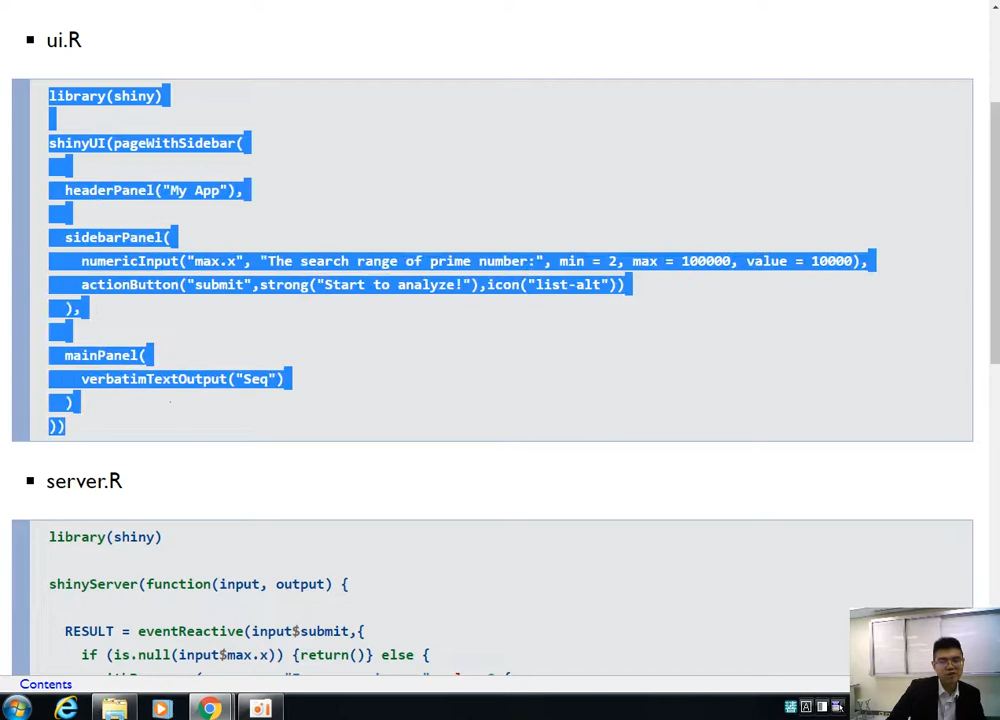 ui.R
library(shiny)
shinyUI(pageWithSidebar(
headerPanel("My App"),
sidebarPanel(
numericInput("max.x", "The search range of prime number:", min = 2, max = 100000, value = 10000),
actionButton("submit",strong("Start to analyze!"),icon("list-alt"))
),
mainPanel(
verbatimTextOutput("Seq")
)
))
server.R
library(shiny)
shinyServer(function(input, output) {
RESULT = eventReactive(input$submit,{
if (is.null(input$max.x)) {return()} else {
Contents